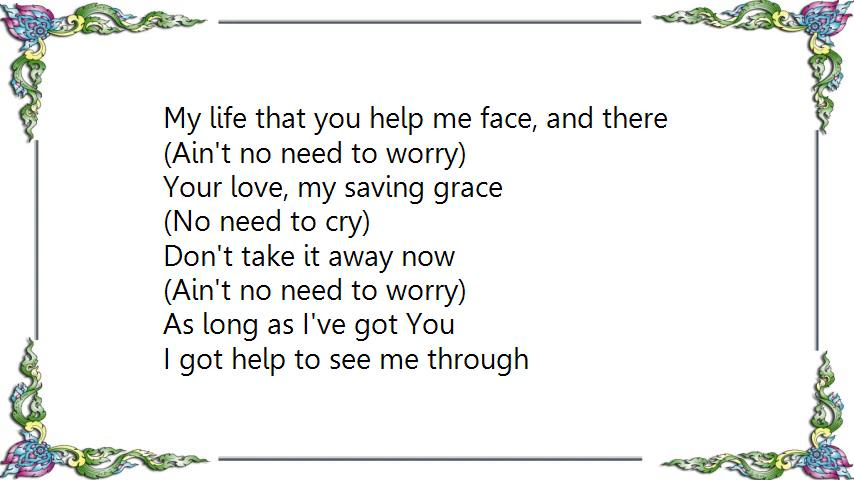 My life that you help me face, and there
(Ain't no need to worry)
Your love, my saving grace
(No need to cry)
Don't take it away now
(Ain't no need to worry)
As long as I've got You
I got help to see me through